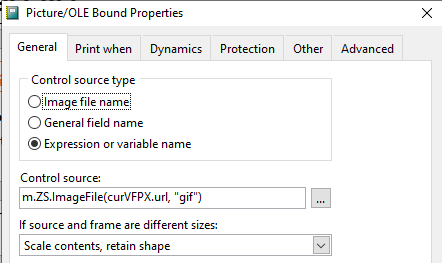 Picture/OLE Bound Properties
General Print when Dynamics Protection Other Advanced
Control source type
Image file name
General field name
Expression or variable name
Control source:
m.ZS.ImageFile(curVFPX.url, "gif") ...
If source and frame are different sizes:
Scale contents, retain shape